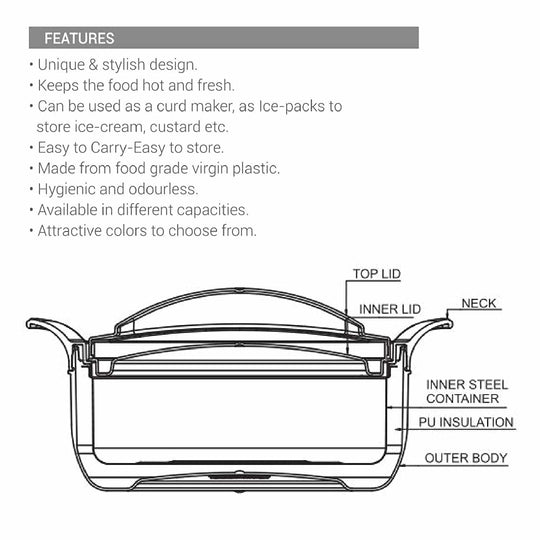 FEATURES
• Unique & stylish design.
• Keeps the food hot and fresh.
• Can be used as a curd maker, as Ice-packs to
store ice-cream, custard etc.
• Easy to Carry-Easy to store.
• Made from food grade virgin plastic.
• Hygienic and odourless.
• Available in different capacities.
• Attractive colors to choose from.
TOP LID
INNER LID
NECK
INNER STEEL
CONTAINER
PU INSULATION
OUTER BODY